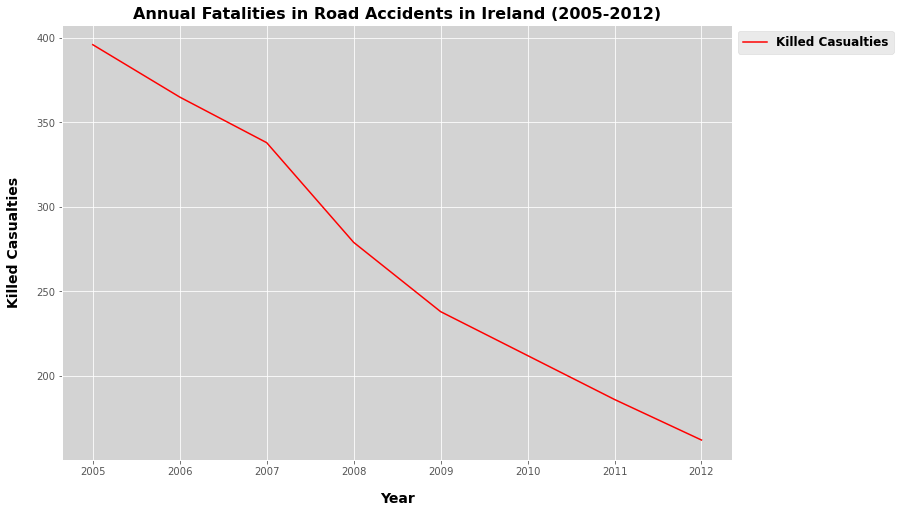 Annual Fatalities in Road Accidents in Ireland (2005-2012)
Killed Casualties
400
350
300
250
200
Killed Casualties
2005 2006 2007 2008 2009 2010 2011 2012
Year